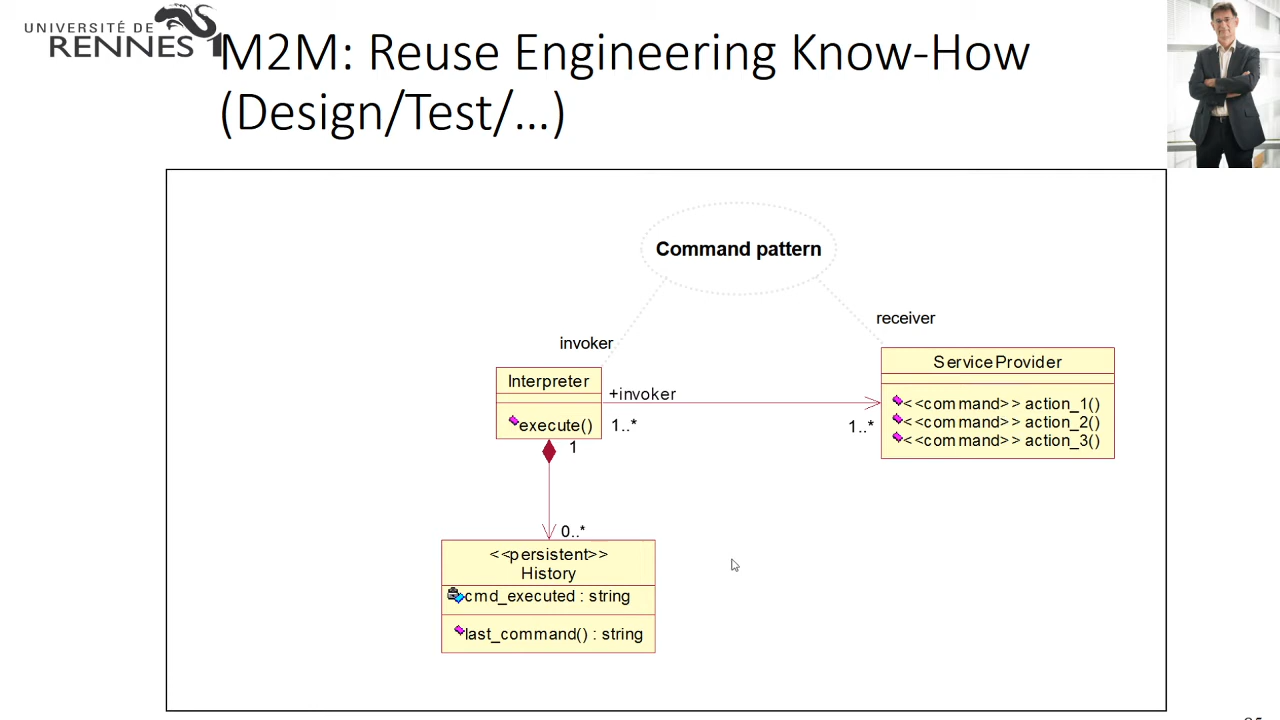 UNIVERSITÉ DE
RENNES 1
M2M: Reuse Engineering Know-How
(Design/Test/…)
Command pattern
receiver
invoker
ServiceProvider
Interpreter
+invoker
<<command>> action_1()
execute()
1..*
1..*
<<command>> action_2()
<<command>> action_3()
1
0..*
<<persistent>>
History
cmd_executed : string
last_command() : string